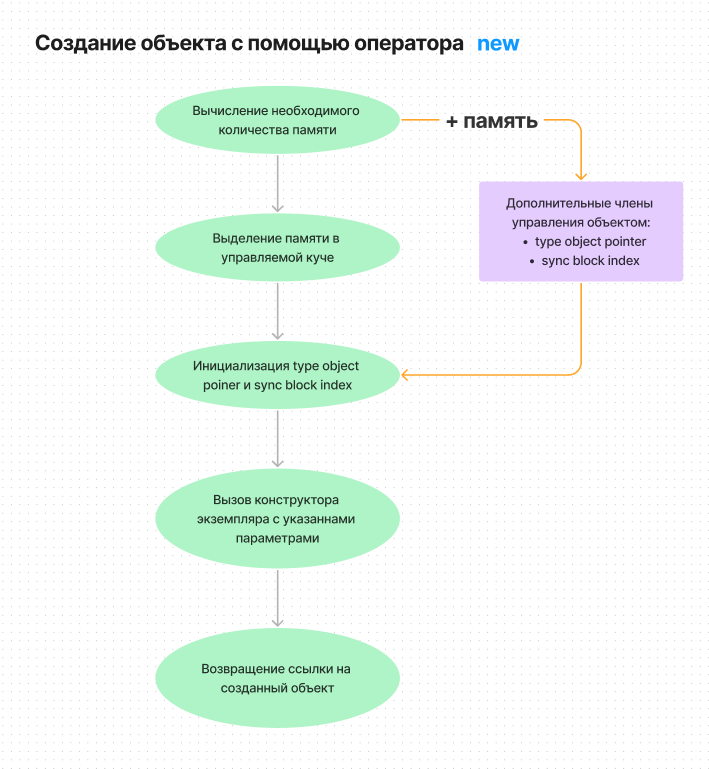 Создание объекта с помощью оператора new
Вычисление необходимого
количества памяти
+ память
Дополнительные члены
управления объектом:
• type object pointer
• sync block index
Выделение памяти в
управляемой куче
Инициализация type object
poiner и sync block index
Вызов конструктора
экземпляра с указаннами
параметрами
Возвращение ссылки на
созданный объект